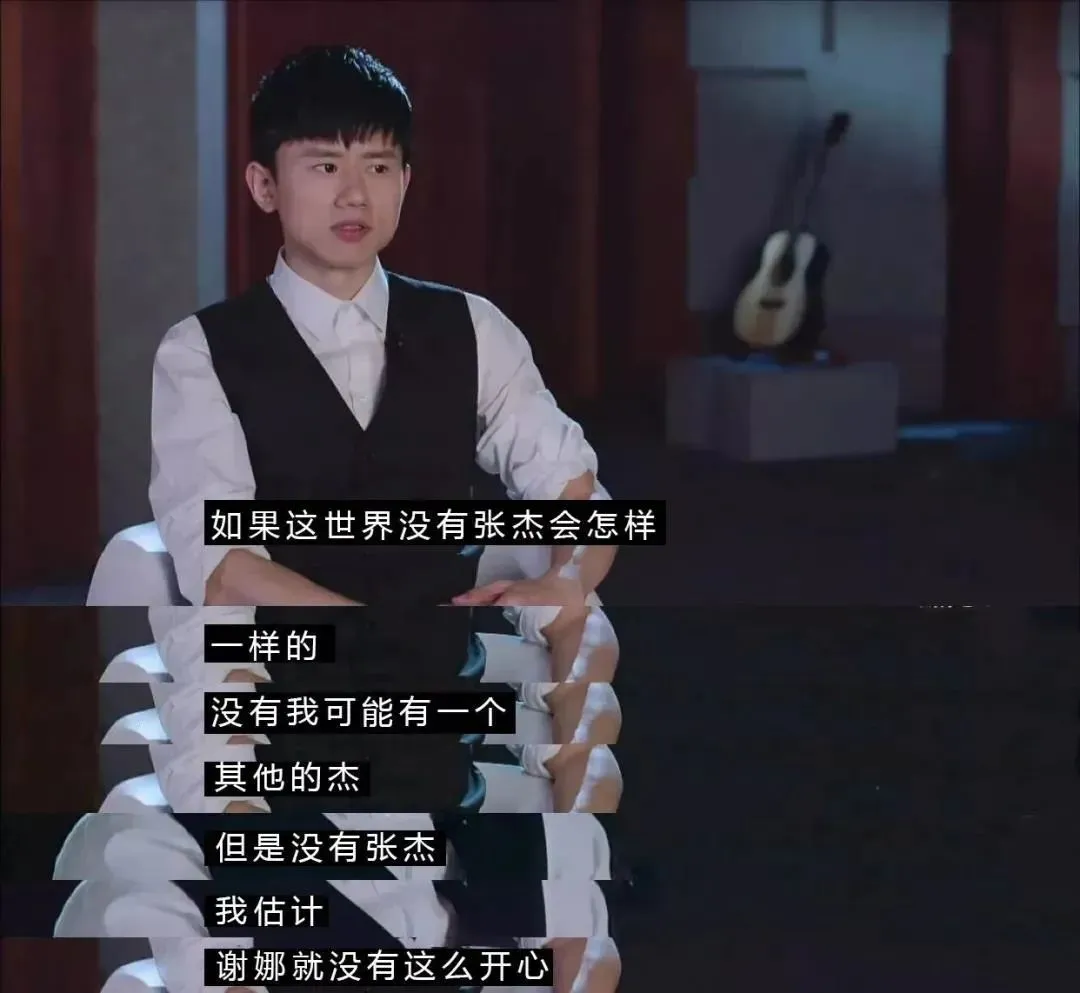 如果这世界没有张杰会怎样
一样的
没有我可能有一个
其他的杰
但是没有张杰
我估计
谢娜就没有这么开心